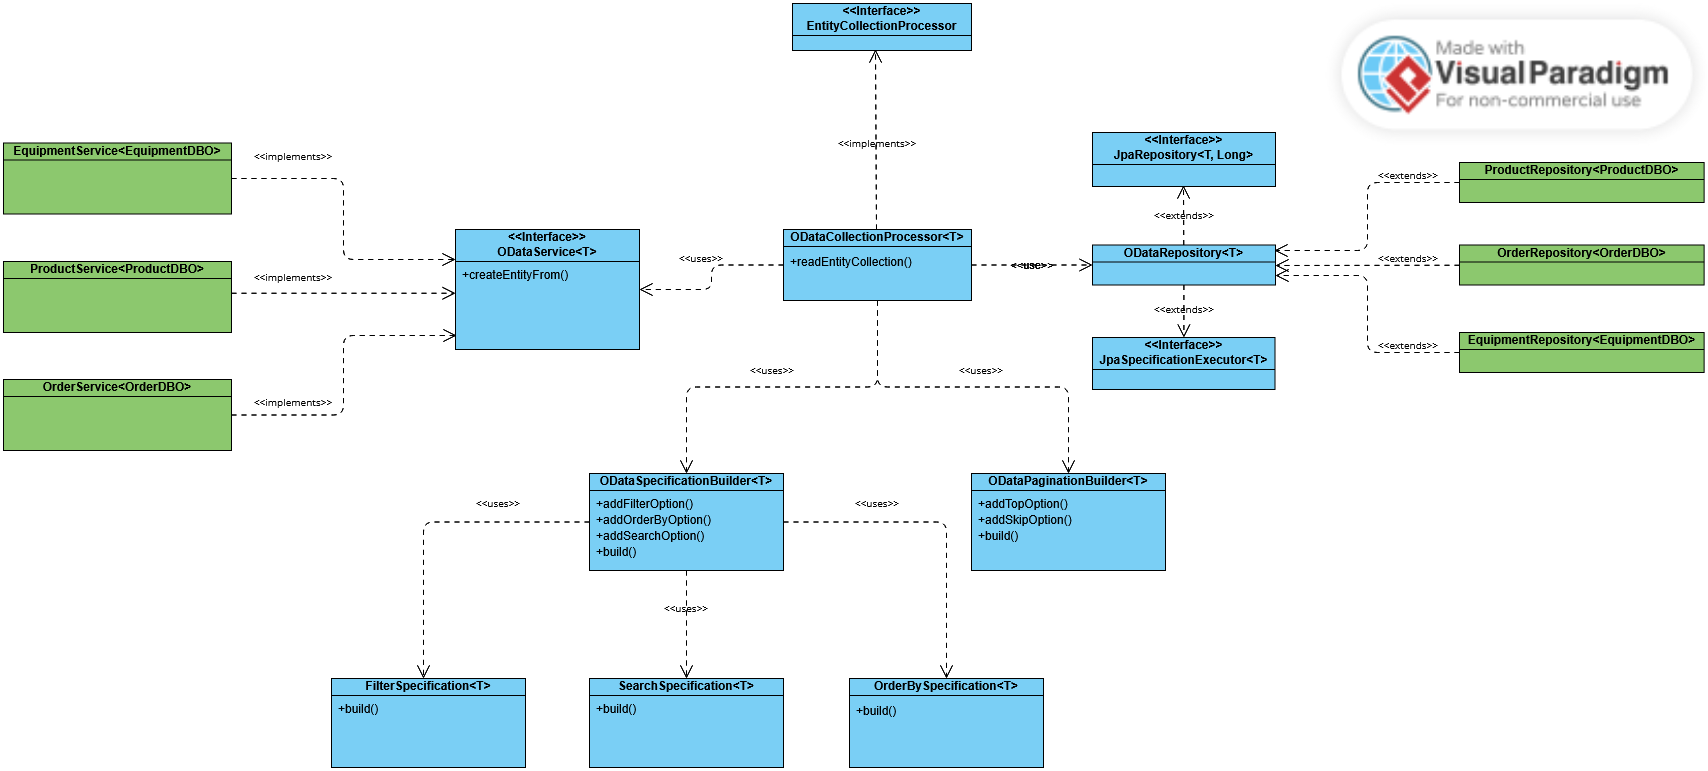 <<Interface>>
EntityCollectionProcessor
Made with
Visual Paradigm
For non-commercial use
<<implements>>
EquipmentService<EquipmentDBO>
<<implements>>
<<Interface>>
JpaRepository<T, Long>
ProductRepository<ProductDBO>
<<extends>>
<<extends>>
<<Interface>>
ODataService<T>
+createEntityFrom()
ODataCollectionProcessor<T>
+readEntityCollection()
<<uses>>
<<use>>
ODataRepository<T>
<<extends>>
OrderRepository<OrderDBO>
ProductService<ProductDBO>
<<implements>>
<<extends>>
<<Interface>>
JpaSpecificationExecutor<T>
<<extends>>
EquipmentRepository<EquipmentDBO>
OrderService<OrderDBO>
<<implements>>
<<uses>>
<<uses>>
ODataSpecificationBuilder<T>
+addFilterOption()
+addOrderByOption()
+addSearchOption()
+build()
ODataPaginationBuilder<T>
+addTopOption()
+addSkipOption()
+build()
<<uses>>
<<uses>>
<<uses>>
FilterSpecification<T>
+build()
SearchSpecification<T>
+build()
OrderBySpecification<T>
+build()